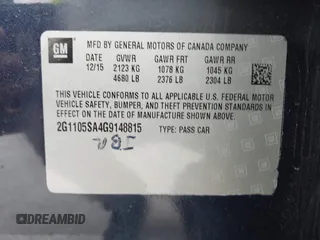 GM
MFD BY GENERAL MOTORS OF CANADA COMPANY
DATE GVWR GAWR FRT GAWR RR
12/15 2123 KG 1078 KG 1045 KG
4680 LB 2376 LB 2304 LB
THIS VEHICLE CONFORMS TO ALL APPLICABLE U.S. FEDERAL MOTOR
VEHICLE SAFETY, BUMPER, AND THEFT PREVENTION STANDARDS IN
EFFECT ON THE DATE OF MANUFACTURE SHOWN ABOVE.
2G1105SA4G9148815 TYPE: PASS CAR
DREAMBID